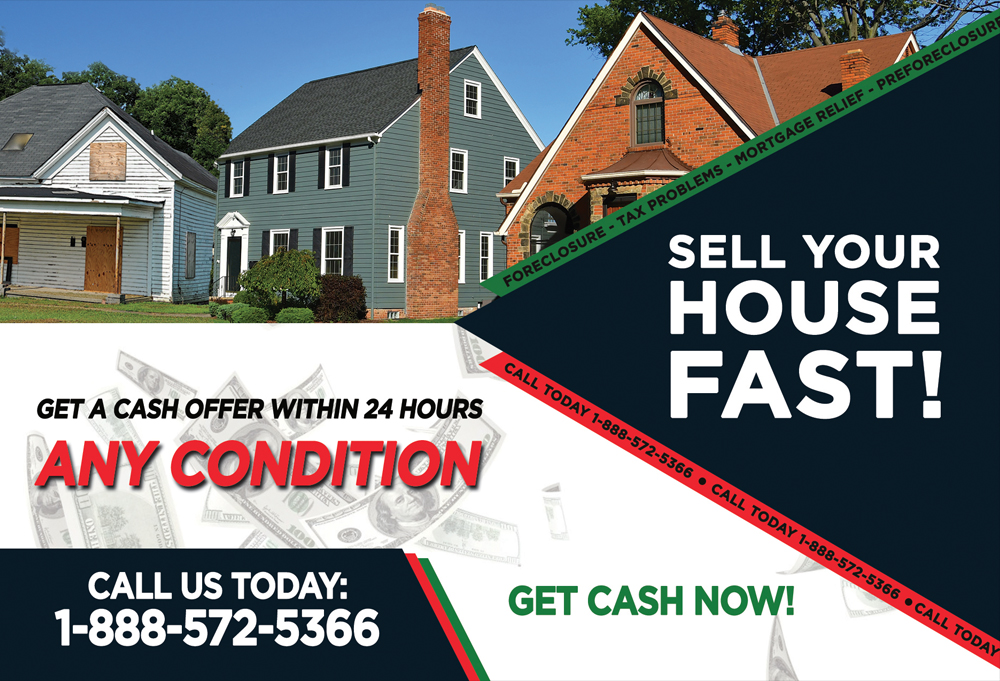 FORECLOSURE - TAX PROBLEMS - MORTGAGE RELIEF - PREFORECLOSURE
SELL YOUR
HOUSE
FAST!
CALL TODAY 1-888-572-5366 • CALL TODAY 1-888-572-5366 • CALL TODAY
GET A CASH OFFER WITHIN 24 HOURS
ANY CONDITION
CALL US TODAY:
1-888-572-5366
GET CASH NOW!